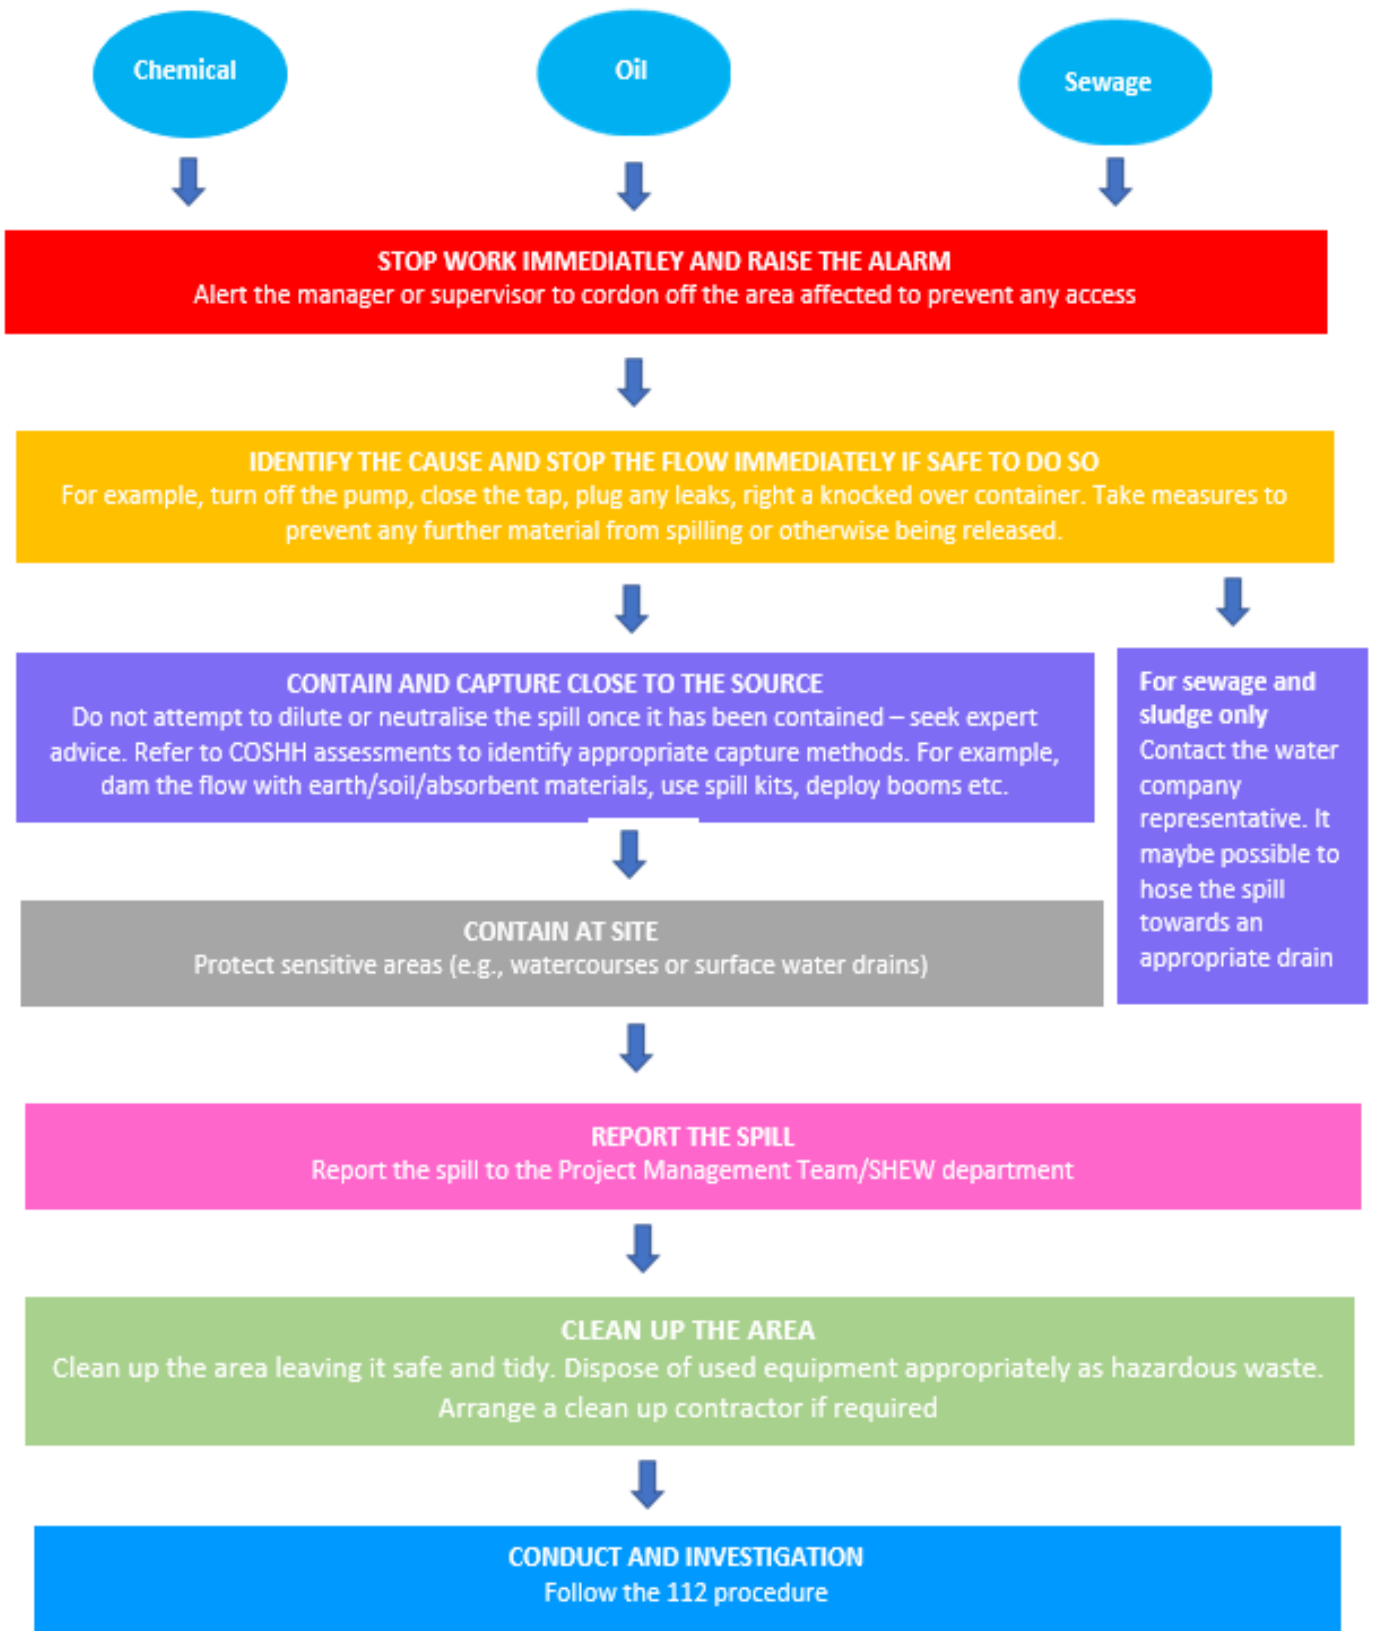 Chemical
Oil
Sewage
STOP WORK IMMEDIATLEY AND RAISE THE ALARM
Alert the manager or supervisor to cordon off the area affected to prevent any access
IDENTIFY THE CAUSE AND STOP THE FLOW IMMEDIATELY IF SAFE TO DO SO
For example, turn off the pump, close the tap, plug any leaks, right a knocked over container. Take measures to
prevent any further material from spilling or otherwise being released.
CONTAIN AND CAPTURE CLOSE TO THE SOURCE
Do not attempt to dilute or neutralise the spill once it has been contained – seek expert
advice. Refer to COSHH assessments to identify appropriate capture methods. For example,
dam the flow with earth/soil/absorbent materials, use spill kits, deploy booms etc.
For sewage and
sludge only
Contact the water
company
representative. It
maybe possible to
hose the spill
towards an
appropriate drain
CONTAIN AT SITE
Protect sensitive areas (e.g., watercourses or surface water drains)
REPORT THE SPILL
Report the spill to the Project Management Team/SHEW department
CLEAN UP THE AREA
Clean up the area leaving it safe and tidy. Dispose of used equipment appropriately as hazardous waste.
Arrange a clean up contractor if required
CONDUCT AND INVESTIGATION
Follow the 112 procedure